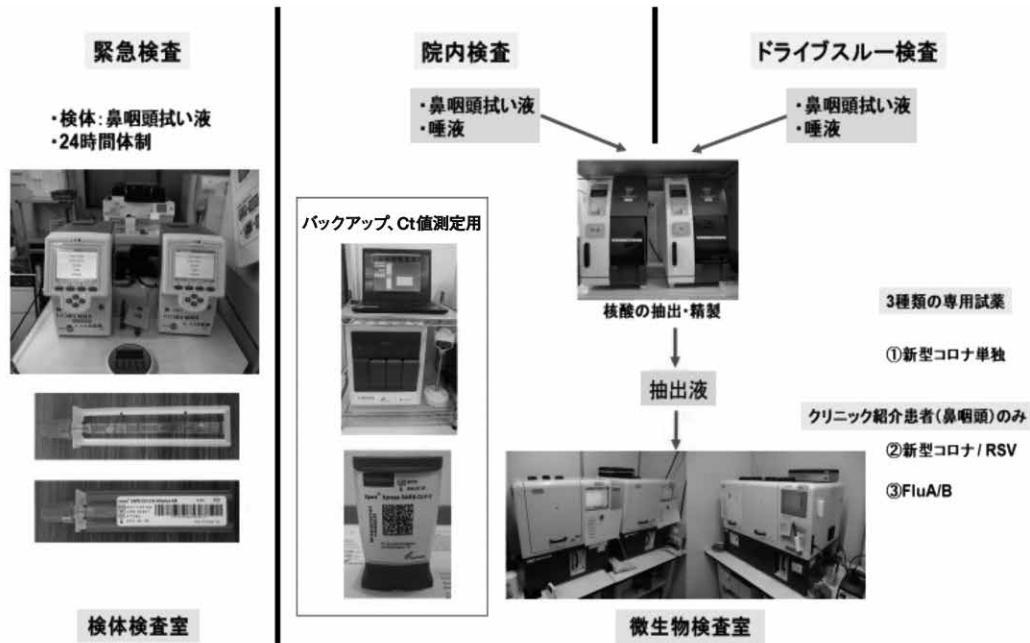 緊急検査
・検体：鼻咽頭拭い液
・24時間体制
検体検査室
院内検査
・鼻咽頭拭い液
・唾液
ドライブスルー検査
・鼻咽頭拭い液
・唾液
バックアップ、Ct値測定用
Xpert Xpress SARS-CoV-2
核酸の抽出・精製
抽出液
3種類の専用試薬
①新型コロナ単独
クリニック紹介患者（鼻咽頭）のみ
②新型コロナ / RSV
③FluA/B
微生物検査室